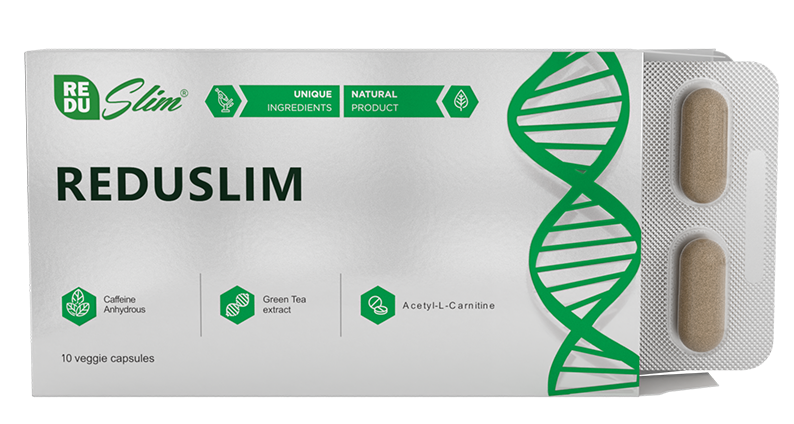 RE
DU
Slim®
UNIQUE
INGREDIENTS
NATURAL
PRODUCT
REDUSLIM
Caffeine
Anhydrous
Green Tea
extract
Acetyl-L-Carnitine
10 veggie capsules